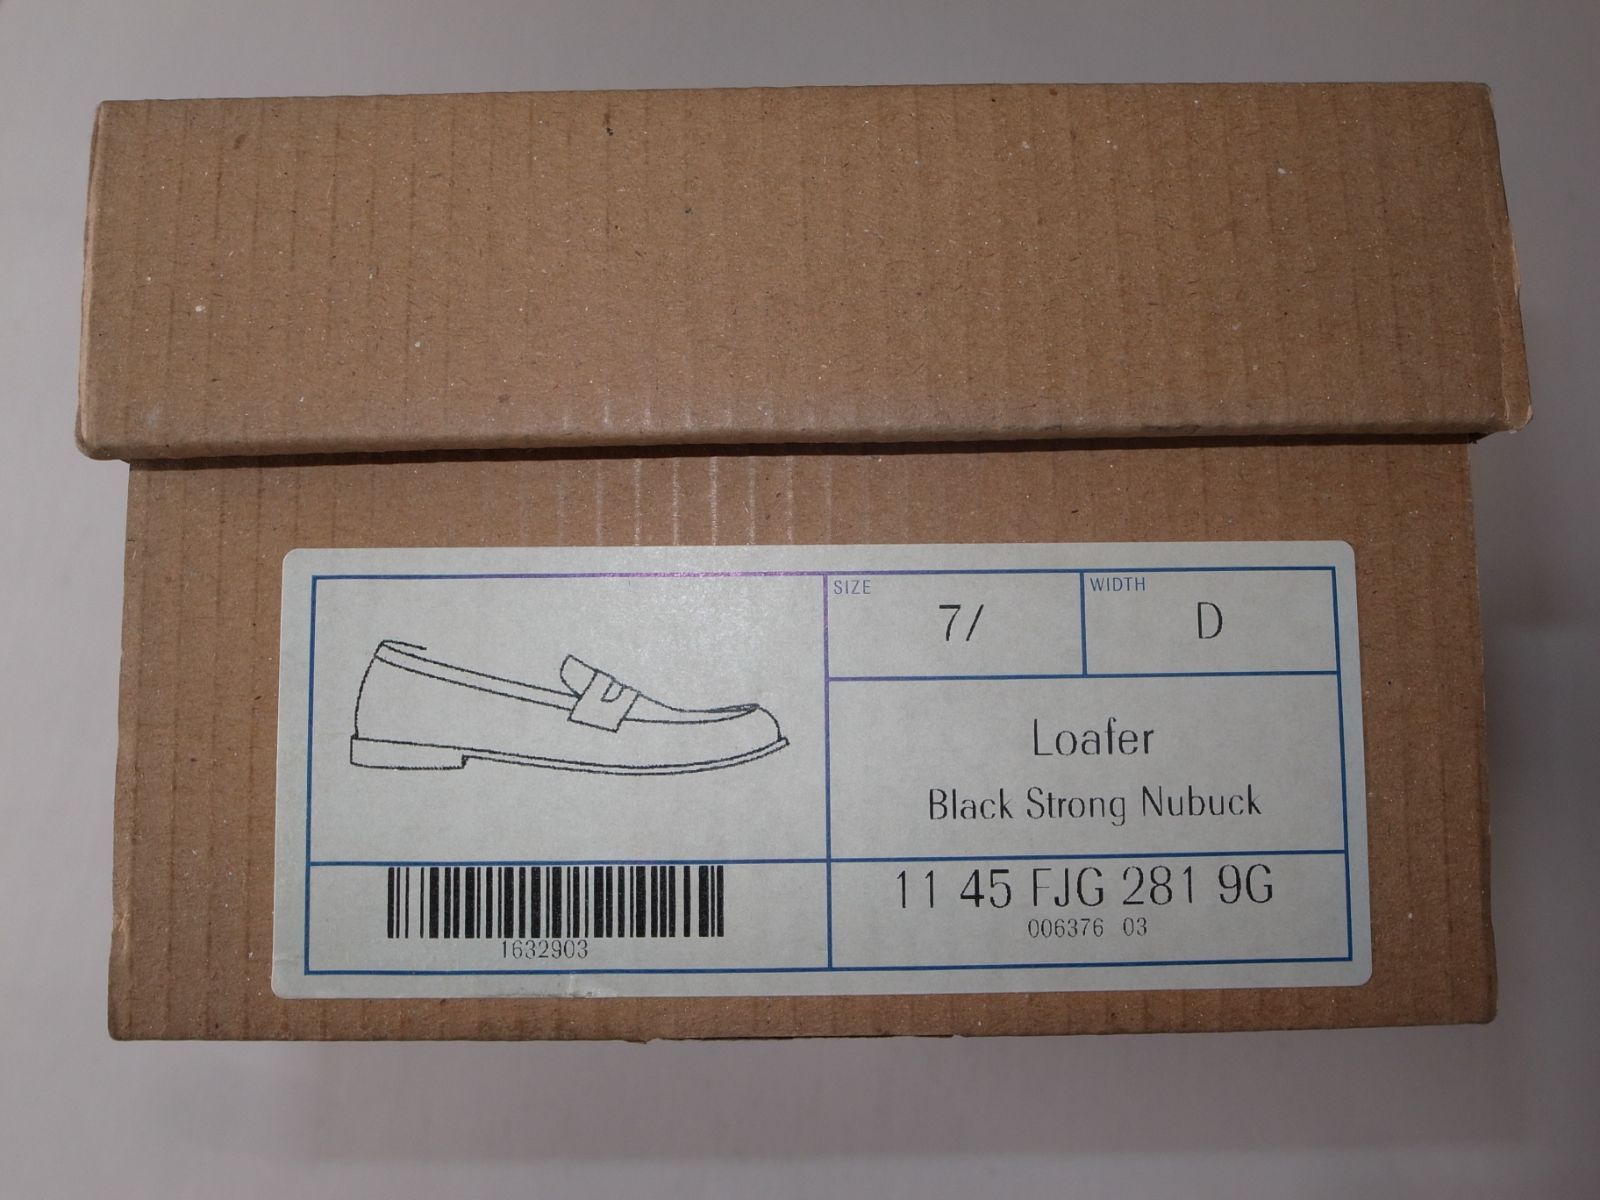 SIZE
7/
WIDTH
D
Loafer
Black Strong Nubuck
11 45 FJG 281 9G
006376 03
1632903